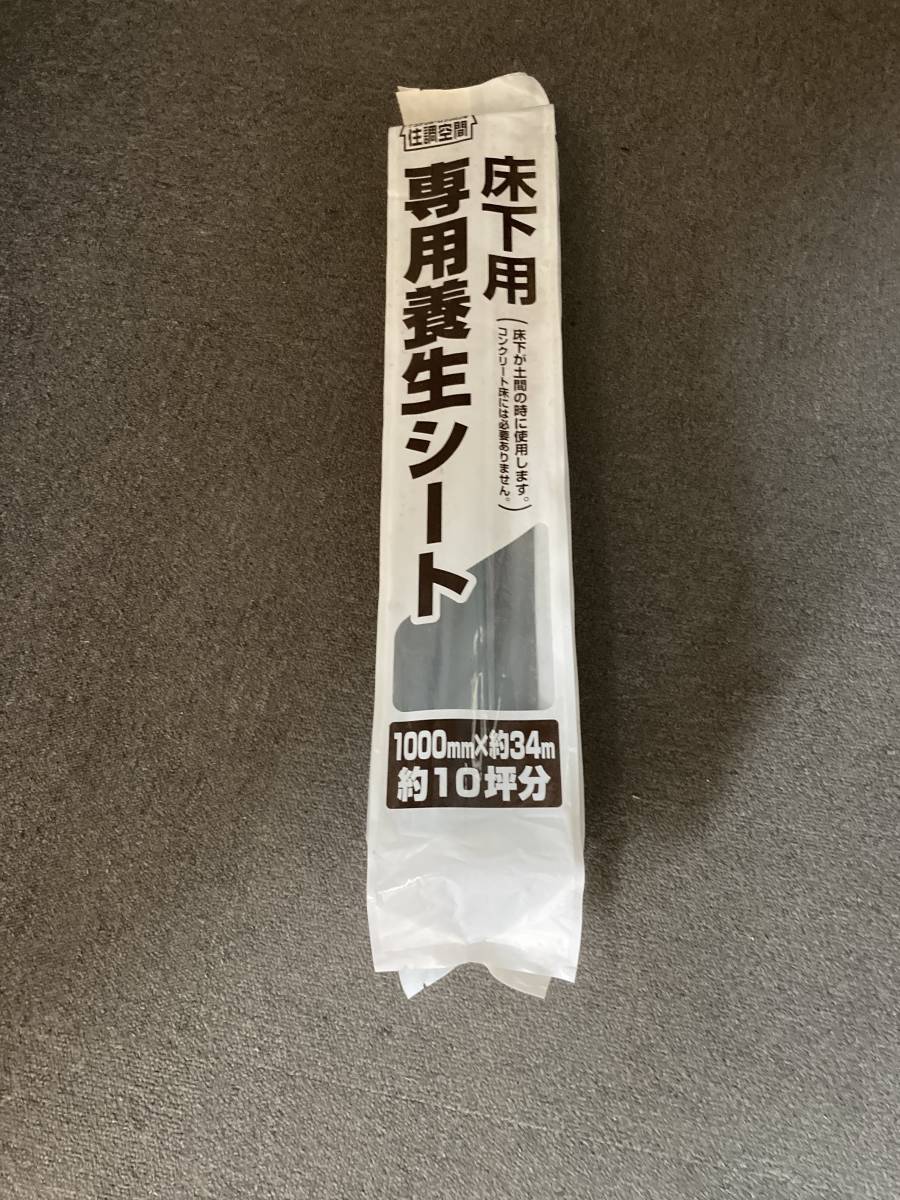 住調空間
床下用
(床下が土間の時に使用します。
コンクリート床には必要ありません。)
専用養生シート
1000mm×約34m
約10坪分